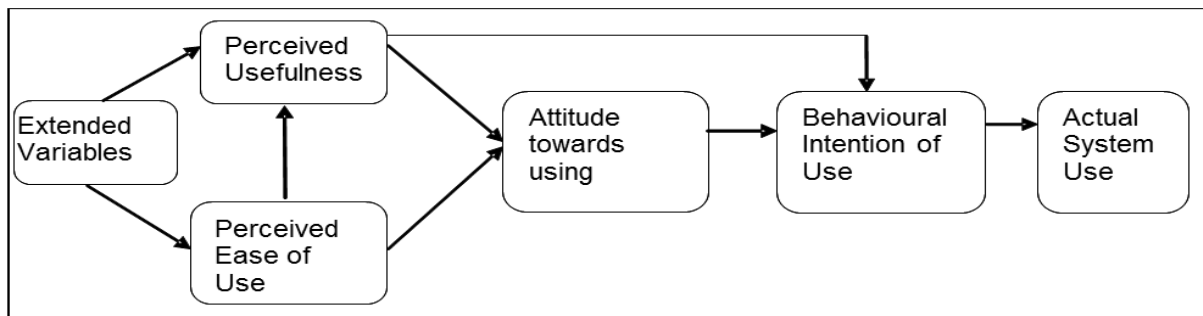 Perceived
Usefulness
Extended
Variables
Perceived
Ease of
Use
Attitude
towards
using
Behavioural
Intention of
Use
Actual
System
Use